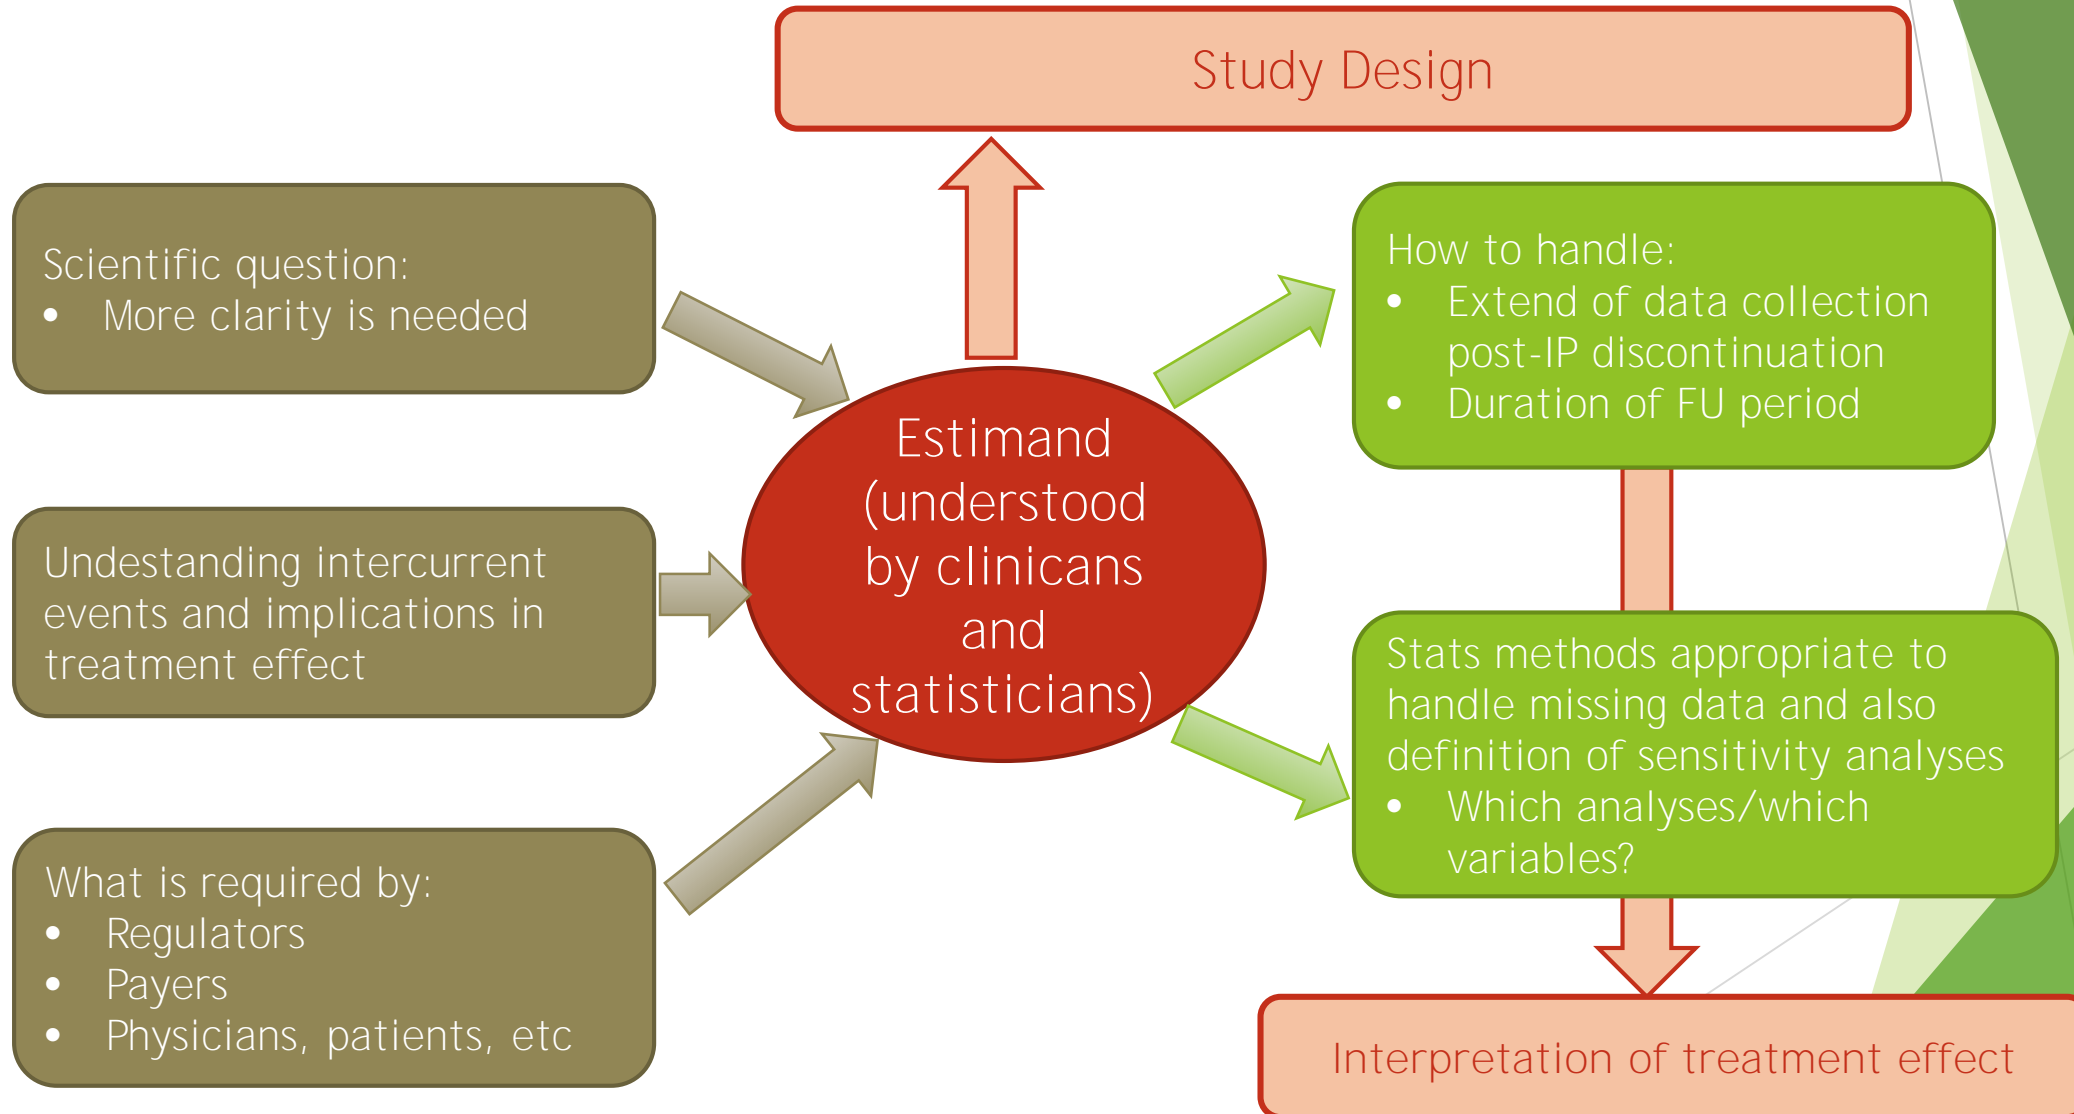 Study Design
Scientific question:
• More clarity is needed
Undestanding intercurrent
events and implications in
treatment effect
What is required by:
• Regulators
• Payers
• Physicians, patients, etc
Estimand
(understood
by clinicans
and
statisticians)
How to handle:
• Extend of data collection
post-IP discontinuation
• Duration of FU period
Stats methods appropriate to
handle missing data and also
definition of sensitivity analyses
• Which analyses/which
variables?
Interpretation of treatment effect